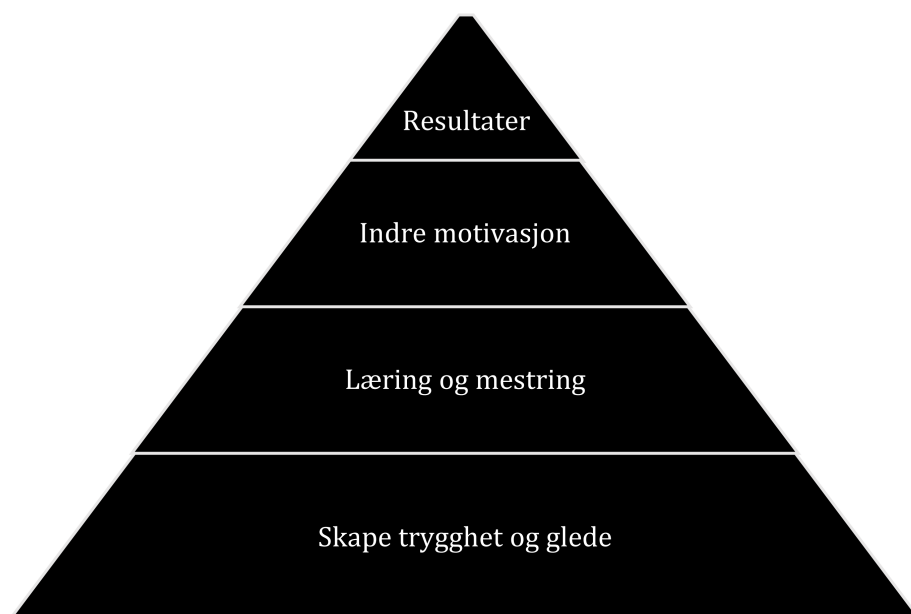 Resultater
Indre motivasjon
Læring og mestring
Skape trygghet og glede